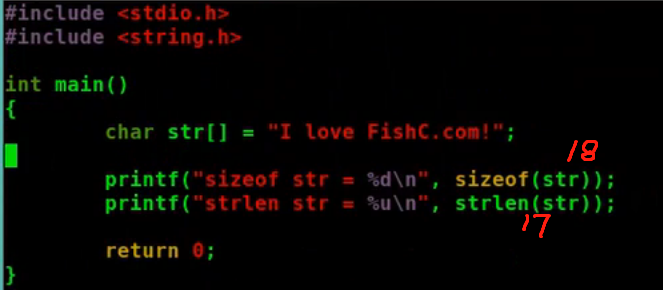 #include <stdio.h>
#include <string.h>
int main()
{
char str[] = "I love FishC.com!";
18
printf("sizeof str = %d\n", sizeof(str));
printf("strlen str = %u\n", strlen(str));
17
return 0;
}